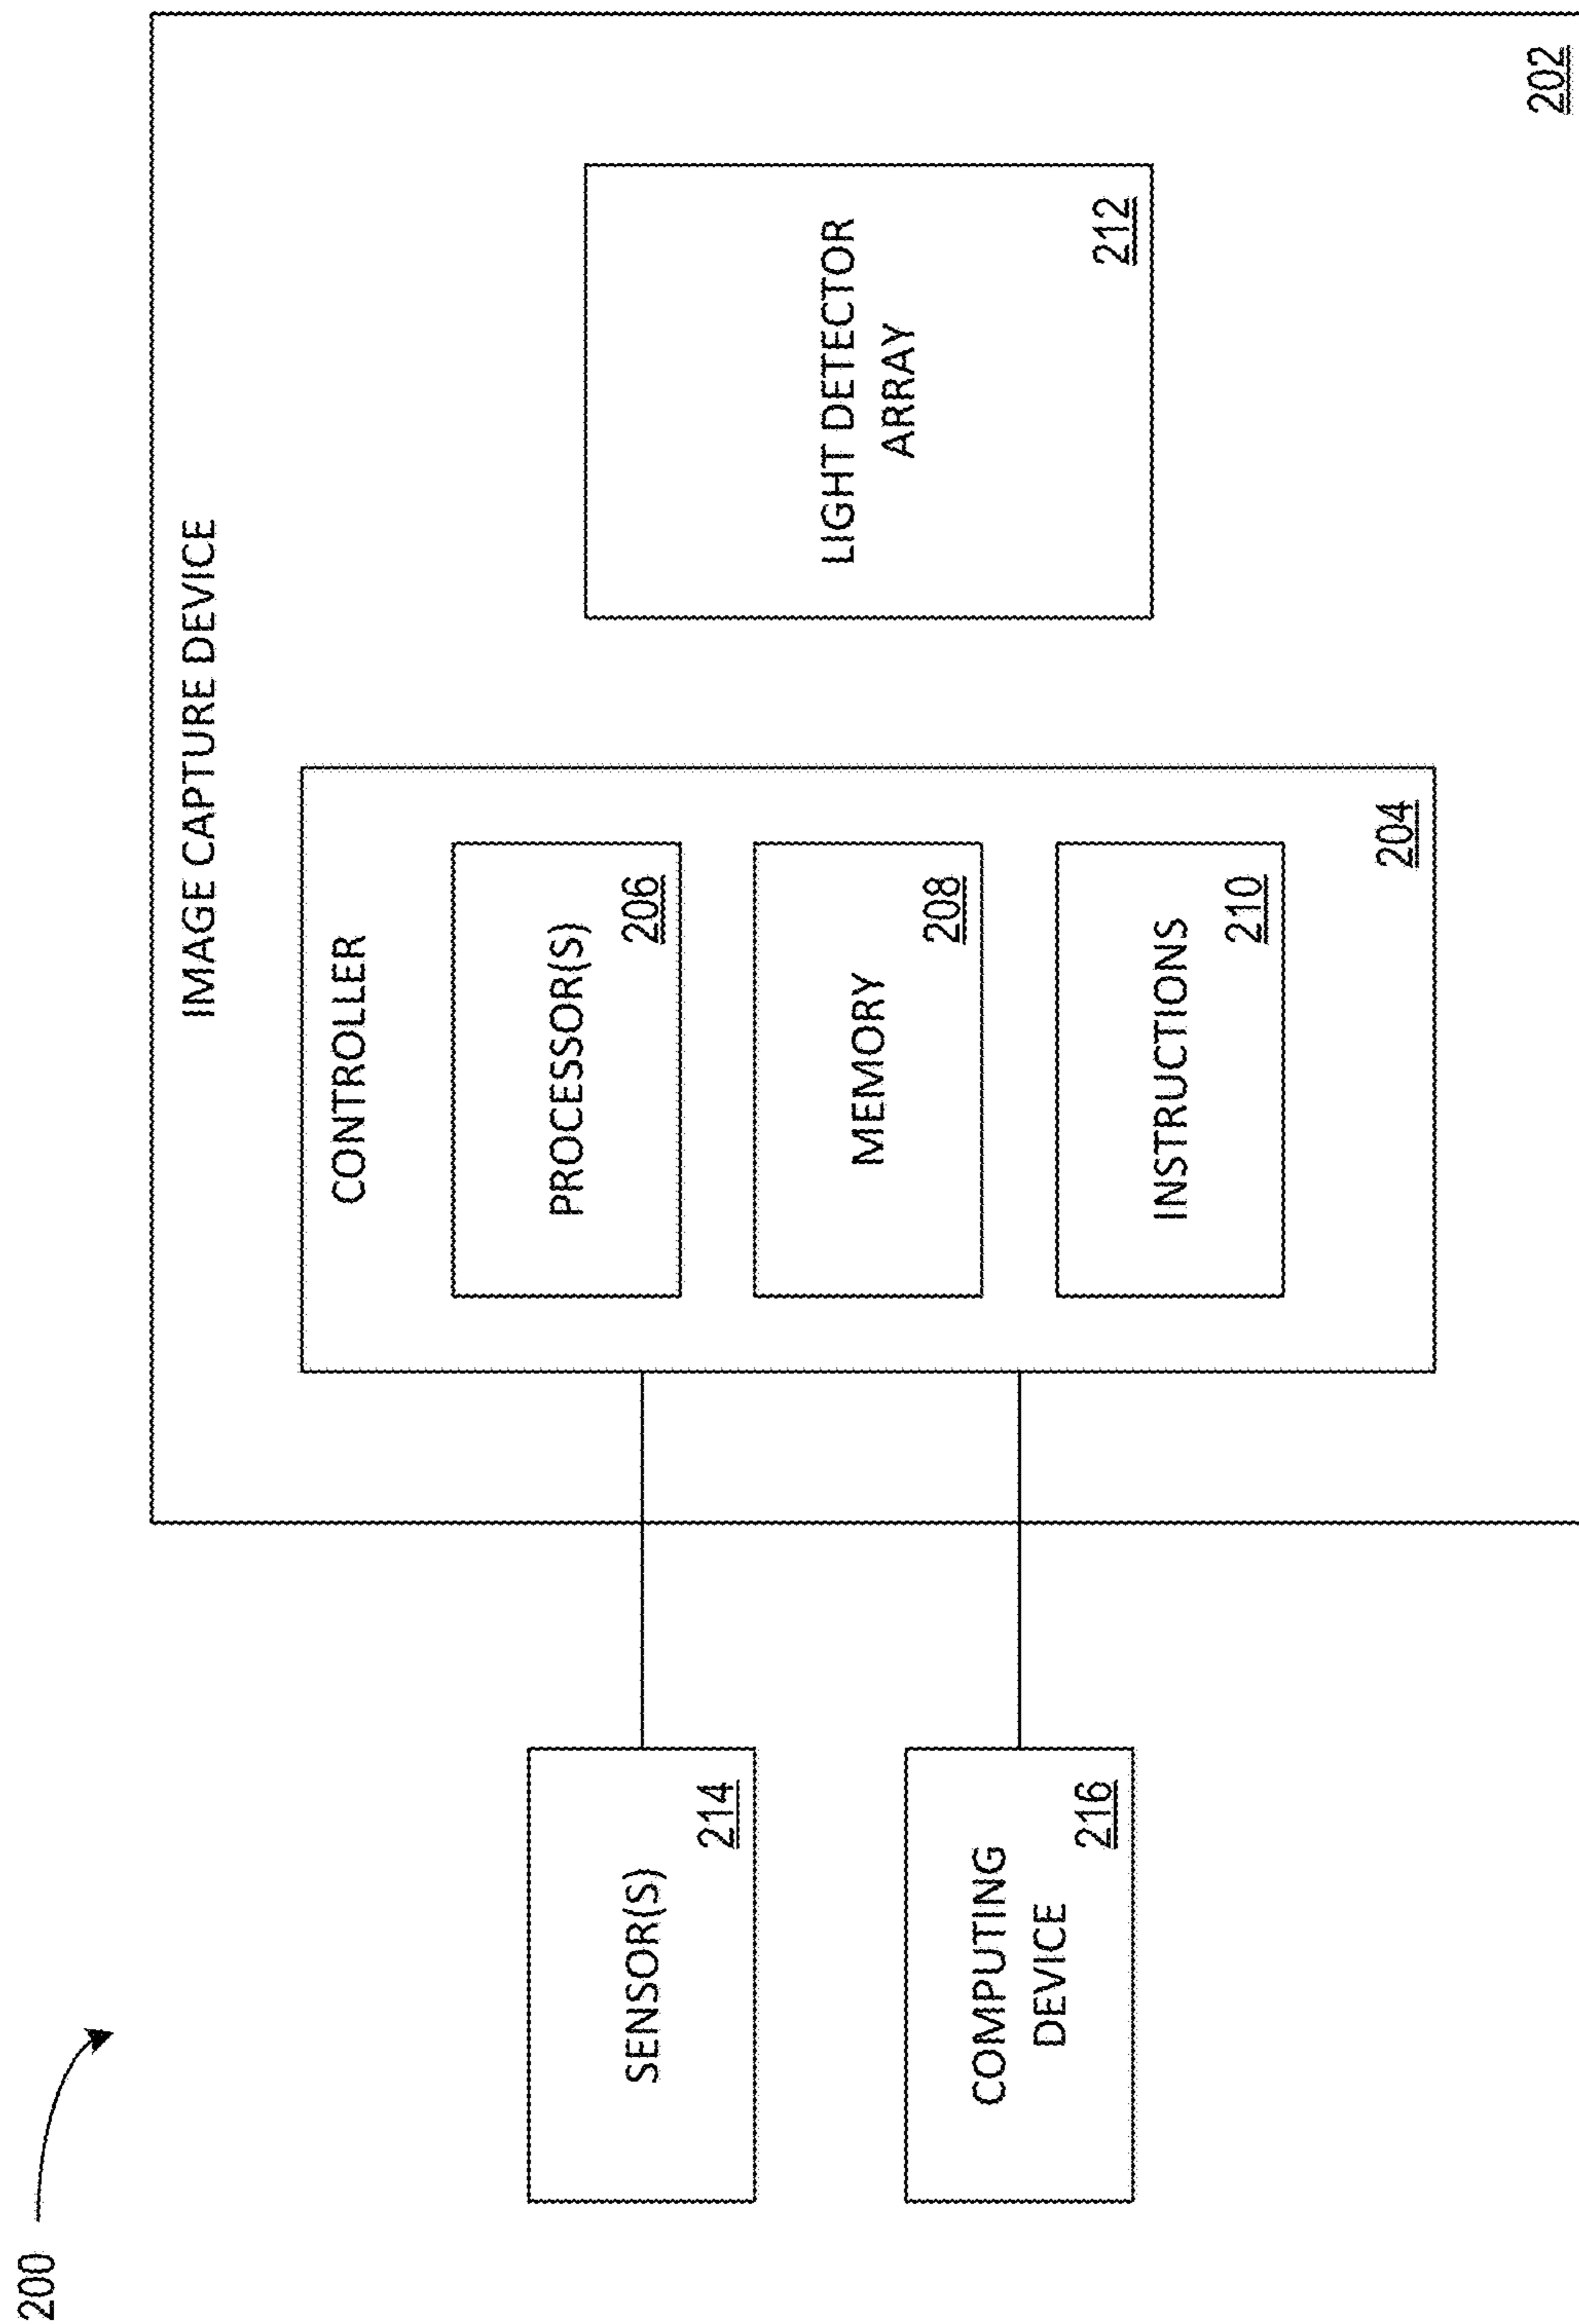 200
IMAGE CAPTURE DEVICE
CONTROLLER
PROCESSOR(S)
206
MEMORY
208
INSTRUCTIONS
210
204
LIGHT DETECTOR
ARRAY
212
SENSOR(S)
214
COMPUTING
DEVICE
216
202